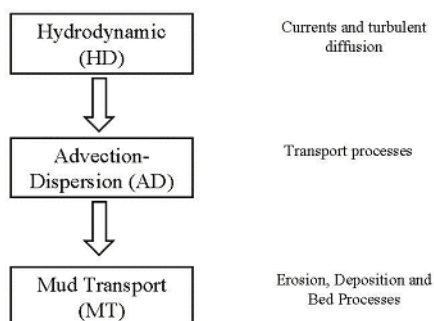 Hydrodynamic
(HD)
Currents and turbulent
diffusion
Advection-
Dispersion (AD)
Transport processes
Mud Transport
(MT)
Erosion, Deposition and
Bed Processes